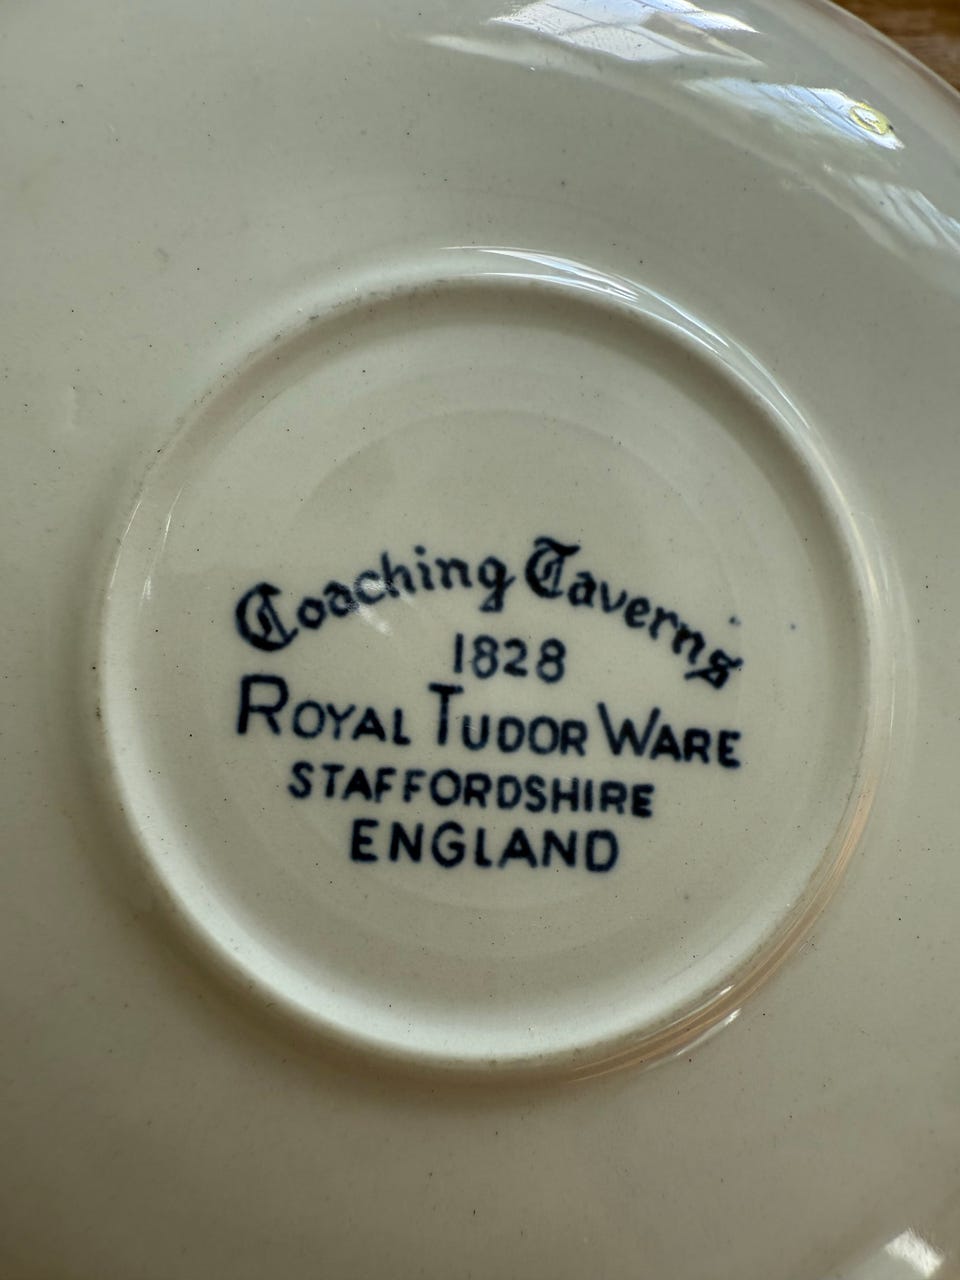 Coaching Taverns
1828
ROYAL TUDOR WARE
STAFFORDSHIRE
ENGLAND